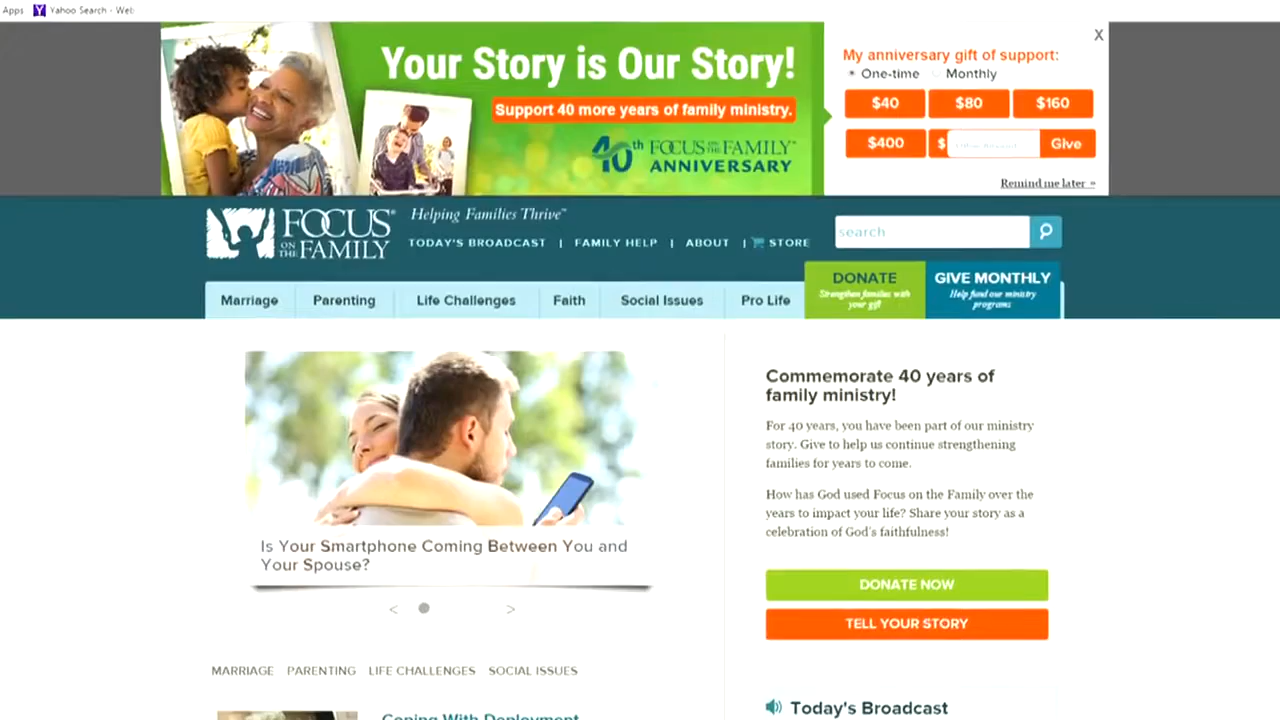 Apps Yahoo Search - Web
X
Your Story is Our Story!
Support 40 more years of family ministry.
40th FOCUS ON THE FAMILY
ANNIVERSARY
My anniversary gift of support:
One-time Monthly
$40 $80 $160
$400 $ Give
Remind me later »
FOCUS ON THE FAMILY® Helping Families Thrive™
TODAY'S BROADCAST | FAMILY HELP | ABOUT | STORE
search
Marriage Parenting Life Challenges Faith Social Issues Pro Life
DONATE
Strengthen families with
your gift
GIVE MONTHLY
Help fund our ministry
programs
Is Your Smartphone Coming Between You and
Your Spouse?
< >
Commemorate 40 years of
family ministry!
For 40 years, you have been part of our ministry
story. Give to help us continue strengthening
families for years to come.
How has God used Focus on the Family over the
years to impact your life? Share your story as a
celebration of God's faithfulness!
DONATE NOW
TELL YOUR STORY
MARRIAGE PARENTING LIFE CHALLENGES SOCIAL ISSUES
Coping With Deployment
Today's Broadcast